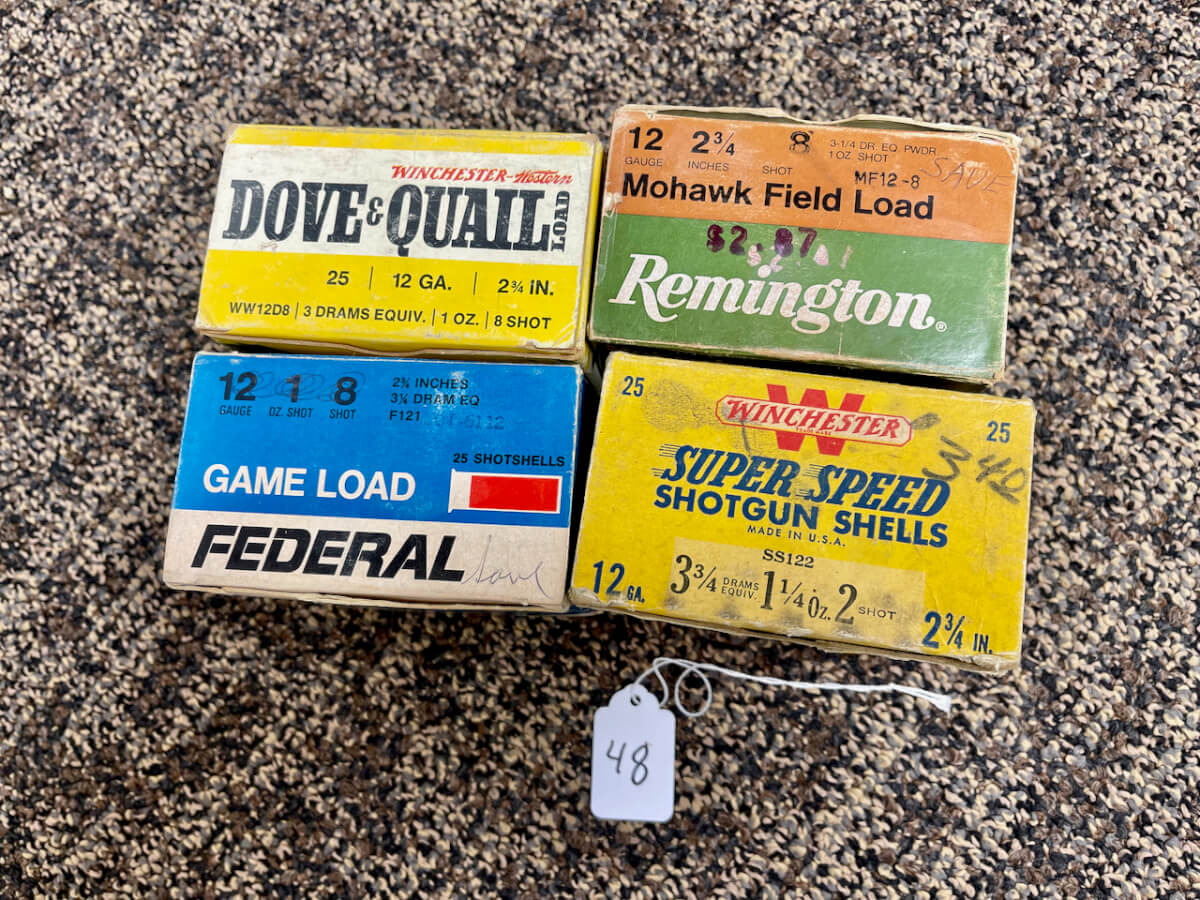 WINCHESTER-Western
DOVE & QUAIL LOAD
25 | 12 GA. | 2¾ IN.
WW12D8 | 3 DRAMS EQUIV. | 1 OZ. | 8 SHOT
12 2¾ 8 3-1/4 DR. EQ. PWDR
GAUGE INCHES SHOT 1 OZ SHOT
MF12-8 SAVE
Mohawk Field Load
$2.87
Remington®
12 1 8 2¾ INCHES
GAUGE OZ. SHOT SHOT 3¼ DRAM EQ
F121
25 SHOTSHELLS
GAME LOAD
FEDERAL
Save
25 WINCHESTER 25
TRADE MARK
SUPER SPEED
SHOTGUN SHELLS
MADE IN U.S.A.
SS122
12 GA. 3¾ DRAMS EQUIV. 1¼ Oz. 2 SHOT 2¾ IN.
48